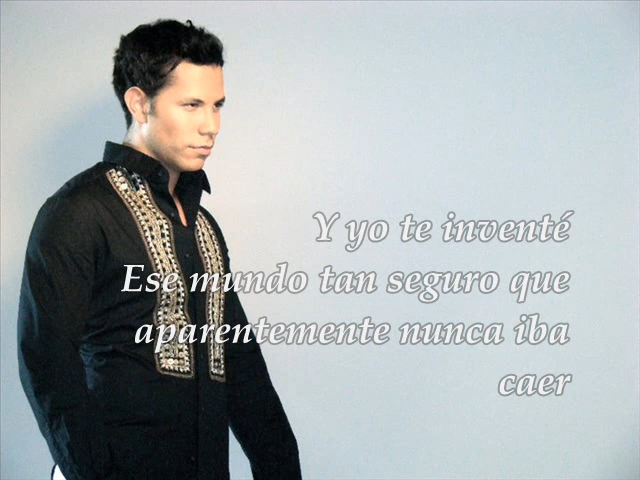 Y yo te inventé
Ese mundo tan seguro que
aparentemente nunca iba
caer